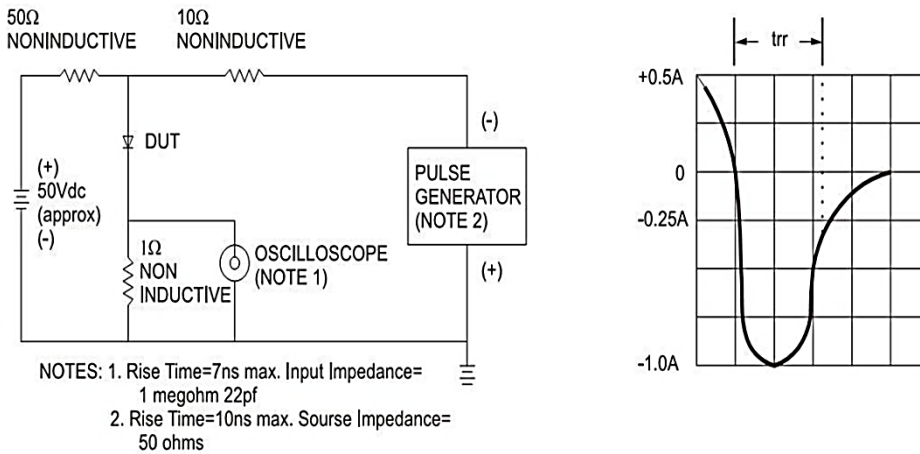 50Ω
NONINDUCTIVE
10Ω
NONINDUCTIVE
trr
+0.5A
0
-0.25A
-1.0A
DUT
(+)
50Vdc
(approx)
(-)
1Ω
NON
INDUCTIVE
OSCILLOSCOPE
(NOTE 1)
(-)
PULSE
GENERATOR
(NOTE 2)
(+)
NOTES: 1. Rise Time=7ns max. Input Impedance=
1 megohm 22pf
2. Rise Time=10ns max. Sourse Impedance=
50 ohms